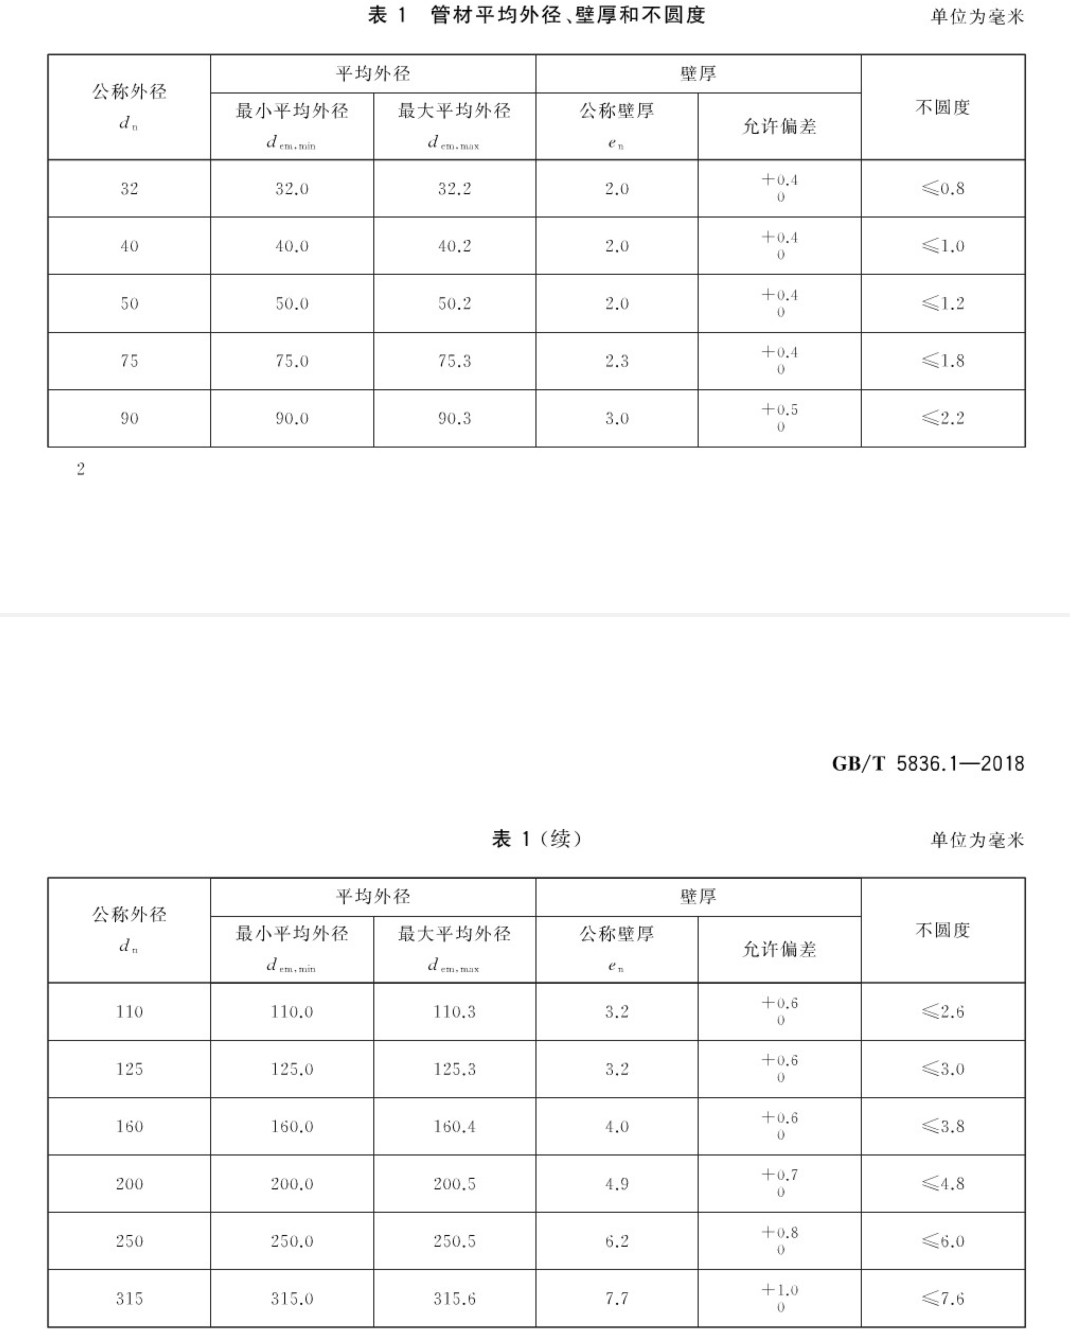 表 1 管材平均外径、壁厚和不圆度 单位为毫米
公称外径 dn 平均外径 壁厚 不圆度
最小平均外径 dem,min 最大平均外径 dem,max 公称壁厚 en 允许偏差
32 32.0 32.2 2.0 +0.4 0 ≤0.8
40 40.0 40.2 2.0 +0.4 0 ≤1.0
50 50.0 50.2 2.0 +0.4 0 ≤1.2
75 75.0 75.3 2.3 +0.4 0 ≤1.8
90 90.0 90.3 3.0 +0.5 0 ≤2.2
2
GB/T 5836.1—2018
表 1（续） 单位为毫米
公称外径 dn 平均外径 壁厚 不圆度
最小平均外径 dem,min 最大平均外径 dem,max 公称壁厚 en 允许偏差
110 110.0 110.3 3.2 +0.6 0 ≤2.6
125 125.0 125.3 3.2 +0.6 0 ≤3.0
160 160.0 160.4 4.0 +0.6 0 ≤3.8
200 200.0 200.5 4.9 +0.7 0 ≤4.8
250 250.0 250.5 6.2 +0.8 0 ≤6.0
315 315.0 315.6 7.7 +1.0 0 ≤7.6